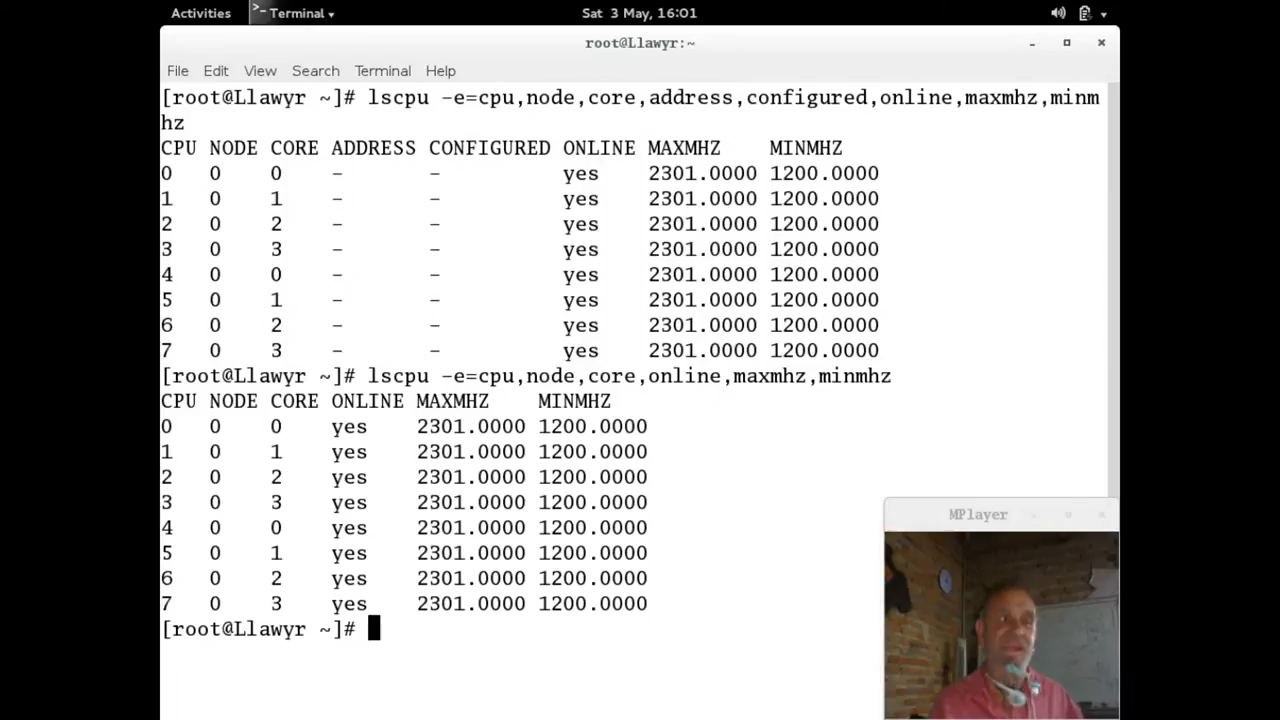 Activities
>- Terminal
Sat 3 May, 16:01
root@Llawyr:~
File Edit View Search Terminal Help
[root@Llawyr ~]# lscpu -e=cpu,node,core,address,configured,online,maxmhz,minm
hz
CPU NODE CORE ADDRESS CONFIGURED ONLINE MAXMHZ MINMHZ
0 0 0 - - yes 2301.0000 1200.0000
1 0 1 - - yes 2301.0000 1200.0000
2 0 2 - - yes 2301.0000 1200.0000
3 0 3 - - yes 2301.0000 1200.0000
4 0 0 - - yes 2301.0000 1200.0000
5 0 1 - - yes 2301.0000 1200.0000
6 0 2 - - yes 2301.0000 1200.0000
7 0 3 - - yes 2301.0000 1200.0000
[root@Llawyr ~]# lscpu -e=cpu,node,core,online,maxmhz,minmhz
CPU NODE CORE ONLINE MAXMHZ MINMHZ
0 0 0 yes 2301.0000 1200.0000
1 0 1 yes 2301.0000 1200.0000
2 0 2 yes 2301.0000 1200.0000
3 0 3 yes 2301.0000 1200.0000
4 0 0 yes 2301.0000 1200.0000
5 0 1 yes 2301.0000 1200.0000
6 0 2 yes 2301.0000 1200.0000
7 0 3 yes 2301.0000 1200.0000
[root@Llawyr ~]#
MPlayer